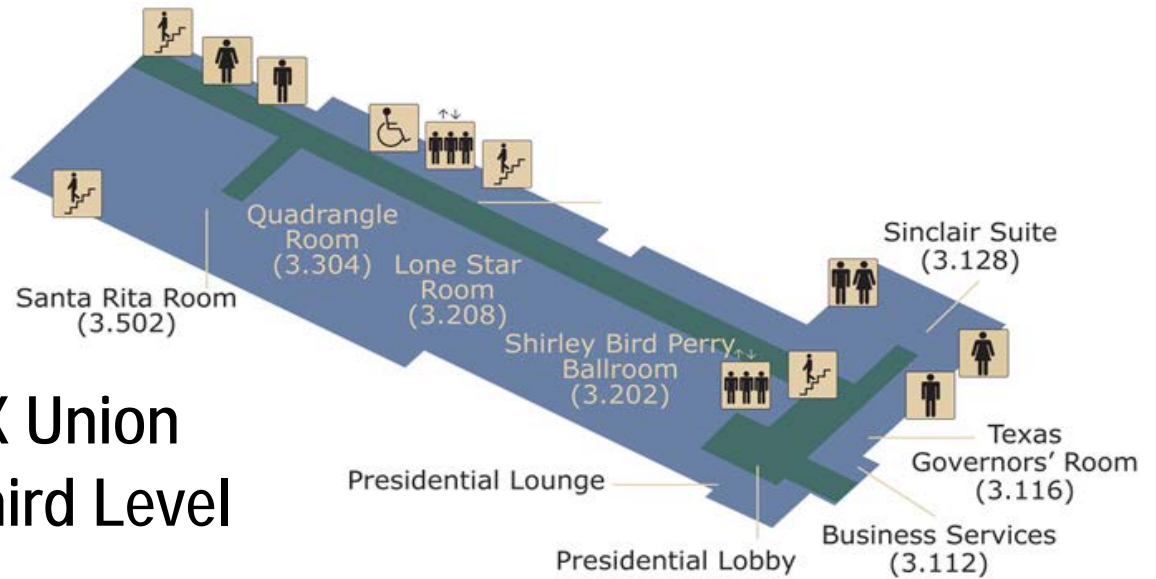 Quadrangle
Room
(3.304)
Lone Star
Room
(3.208)
Sinclair Suite
(3.128)
Santa Rita Room
(3.502)
Shirley Bird Perry
Ballroom
(3.202)
X Union
hird Level
Texas
Governors' Room
(3.116)
Presidential Lounge
Business Services
(3.112)
Presidential Lobby